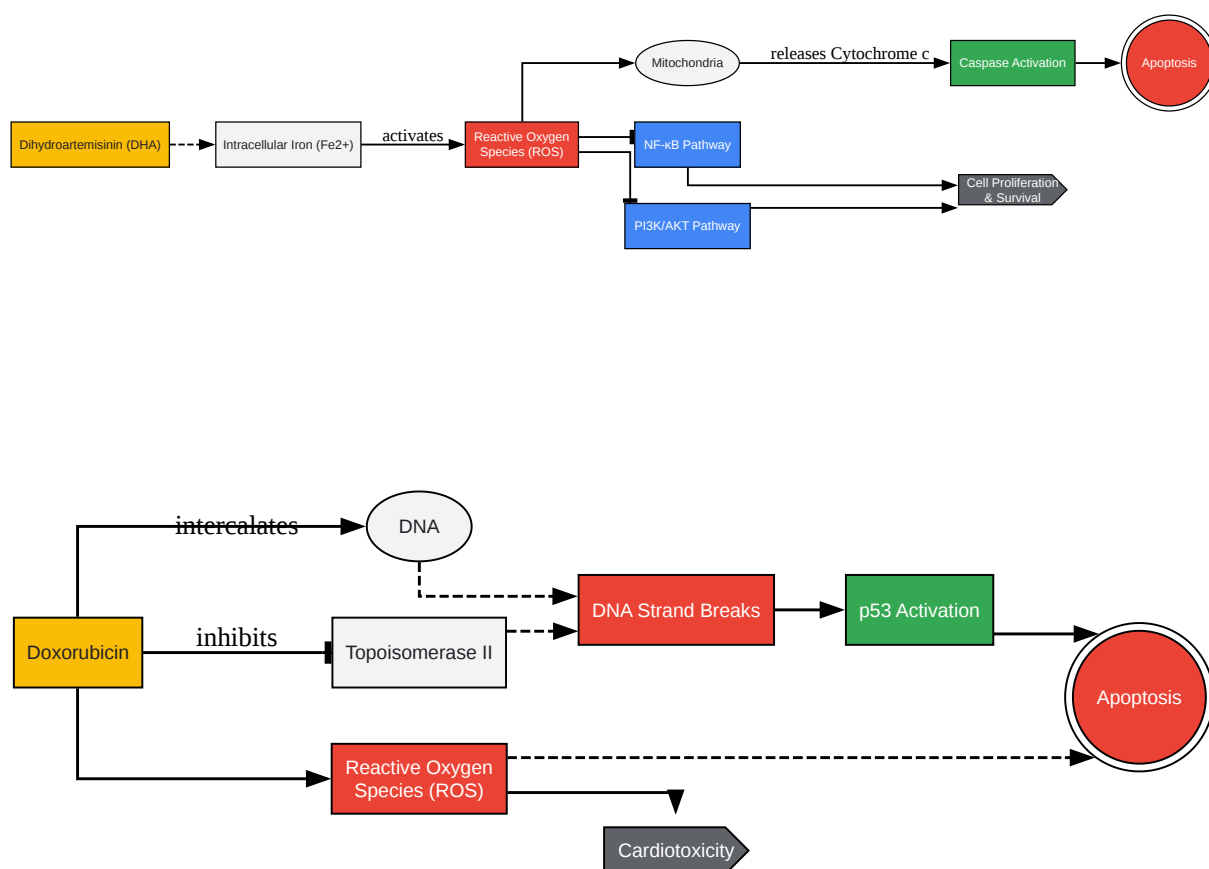 releases Cytochrome c
Mitochondria
Caspase Activation
Apoptosis
Dihydroartemisinin (DHA)
Intracellular Iron (Fe2+)
activates
Reactive Oxygen
Species (ROS)
NF-κB Pathway
Cell Proliferation
& Survival
PI3K/AKT Pathway
intercalates
DNA
DNA Strand Breaks
p53 Activation
Doxorubicin
inhibits
Topoisomerase II
Apoptosis
Reactive Oxygen
Species (ROS)
Cardiotoxicity